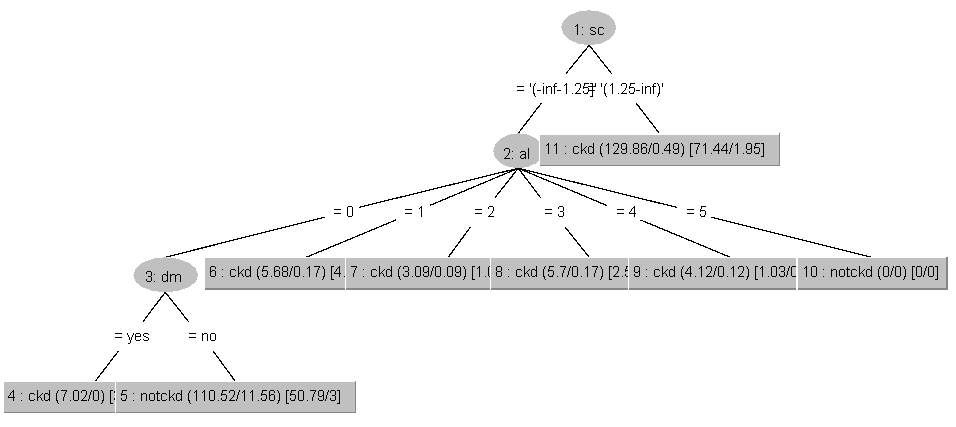 1: sc
= '(-inf-1.25]' '(1.25-inf)'
2: al
11 : ckd (129.86/0.49) [71.44/1.95]
= 0 = 1 = 2 = 3 = 4 = 5
3: dm
6 : ckd (5.68/0.17) [4.
7 : ckd (3.09/0.09) [1.
8 : ckd (5.7/0.17) [2.5
9 : ckd (4.12/0.12) [1.03/0
10 : notckd (0/0) [0/0]
= yes = no
4 : ckd (7.02/0) [
5 : notckd (110.52/11.56) [50.79/3]